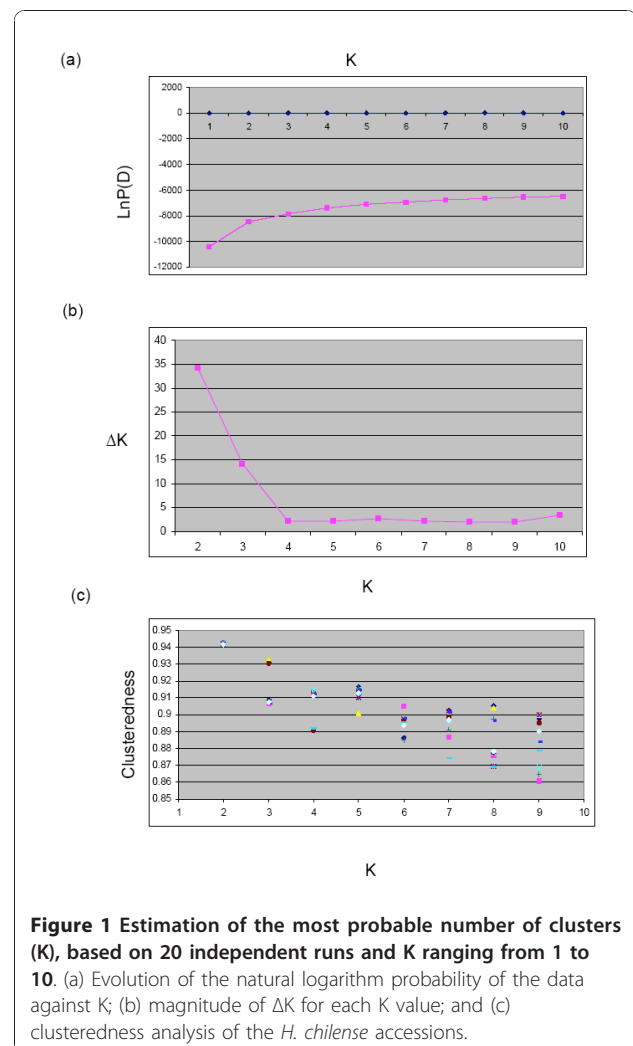 (a)
K
2000
0
1 2 3 4 5 6 7 8 9 10
-2000
-4000
-6000
-8000
-10000
-12000
LnP(D)
(b)
40
35
30
25
20
15
10
5
0
ΔK
2 3 4 5 6 7 8 9 10
K
(c)
0.95
0.94
0.93
0.92
0.91
0.9
0.89
0.88
0.87
0.86
0.85
Clusteredness
1 2 3 4 5 6 7 8 9 10
K
Figure 1 Estimation of the most probable number of clusters
(K), based on 20 independent runs and K ranging from 1 to
10. (a) Evolution of the natural logarithm probability of the data
against K; (b) magnitude of ΔK for each K value; and (c)
clusteredness analysis of the H. chilense accessions.